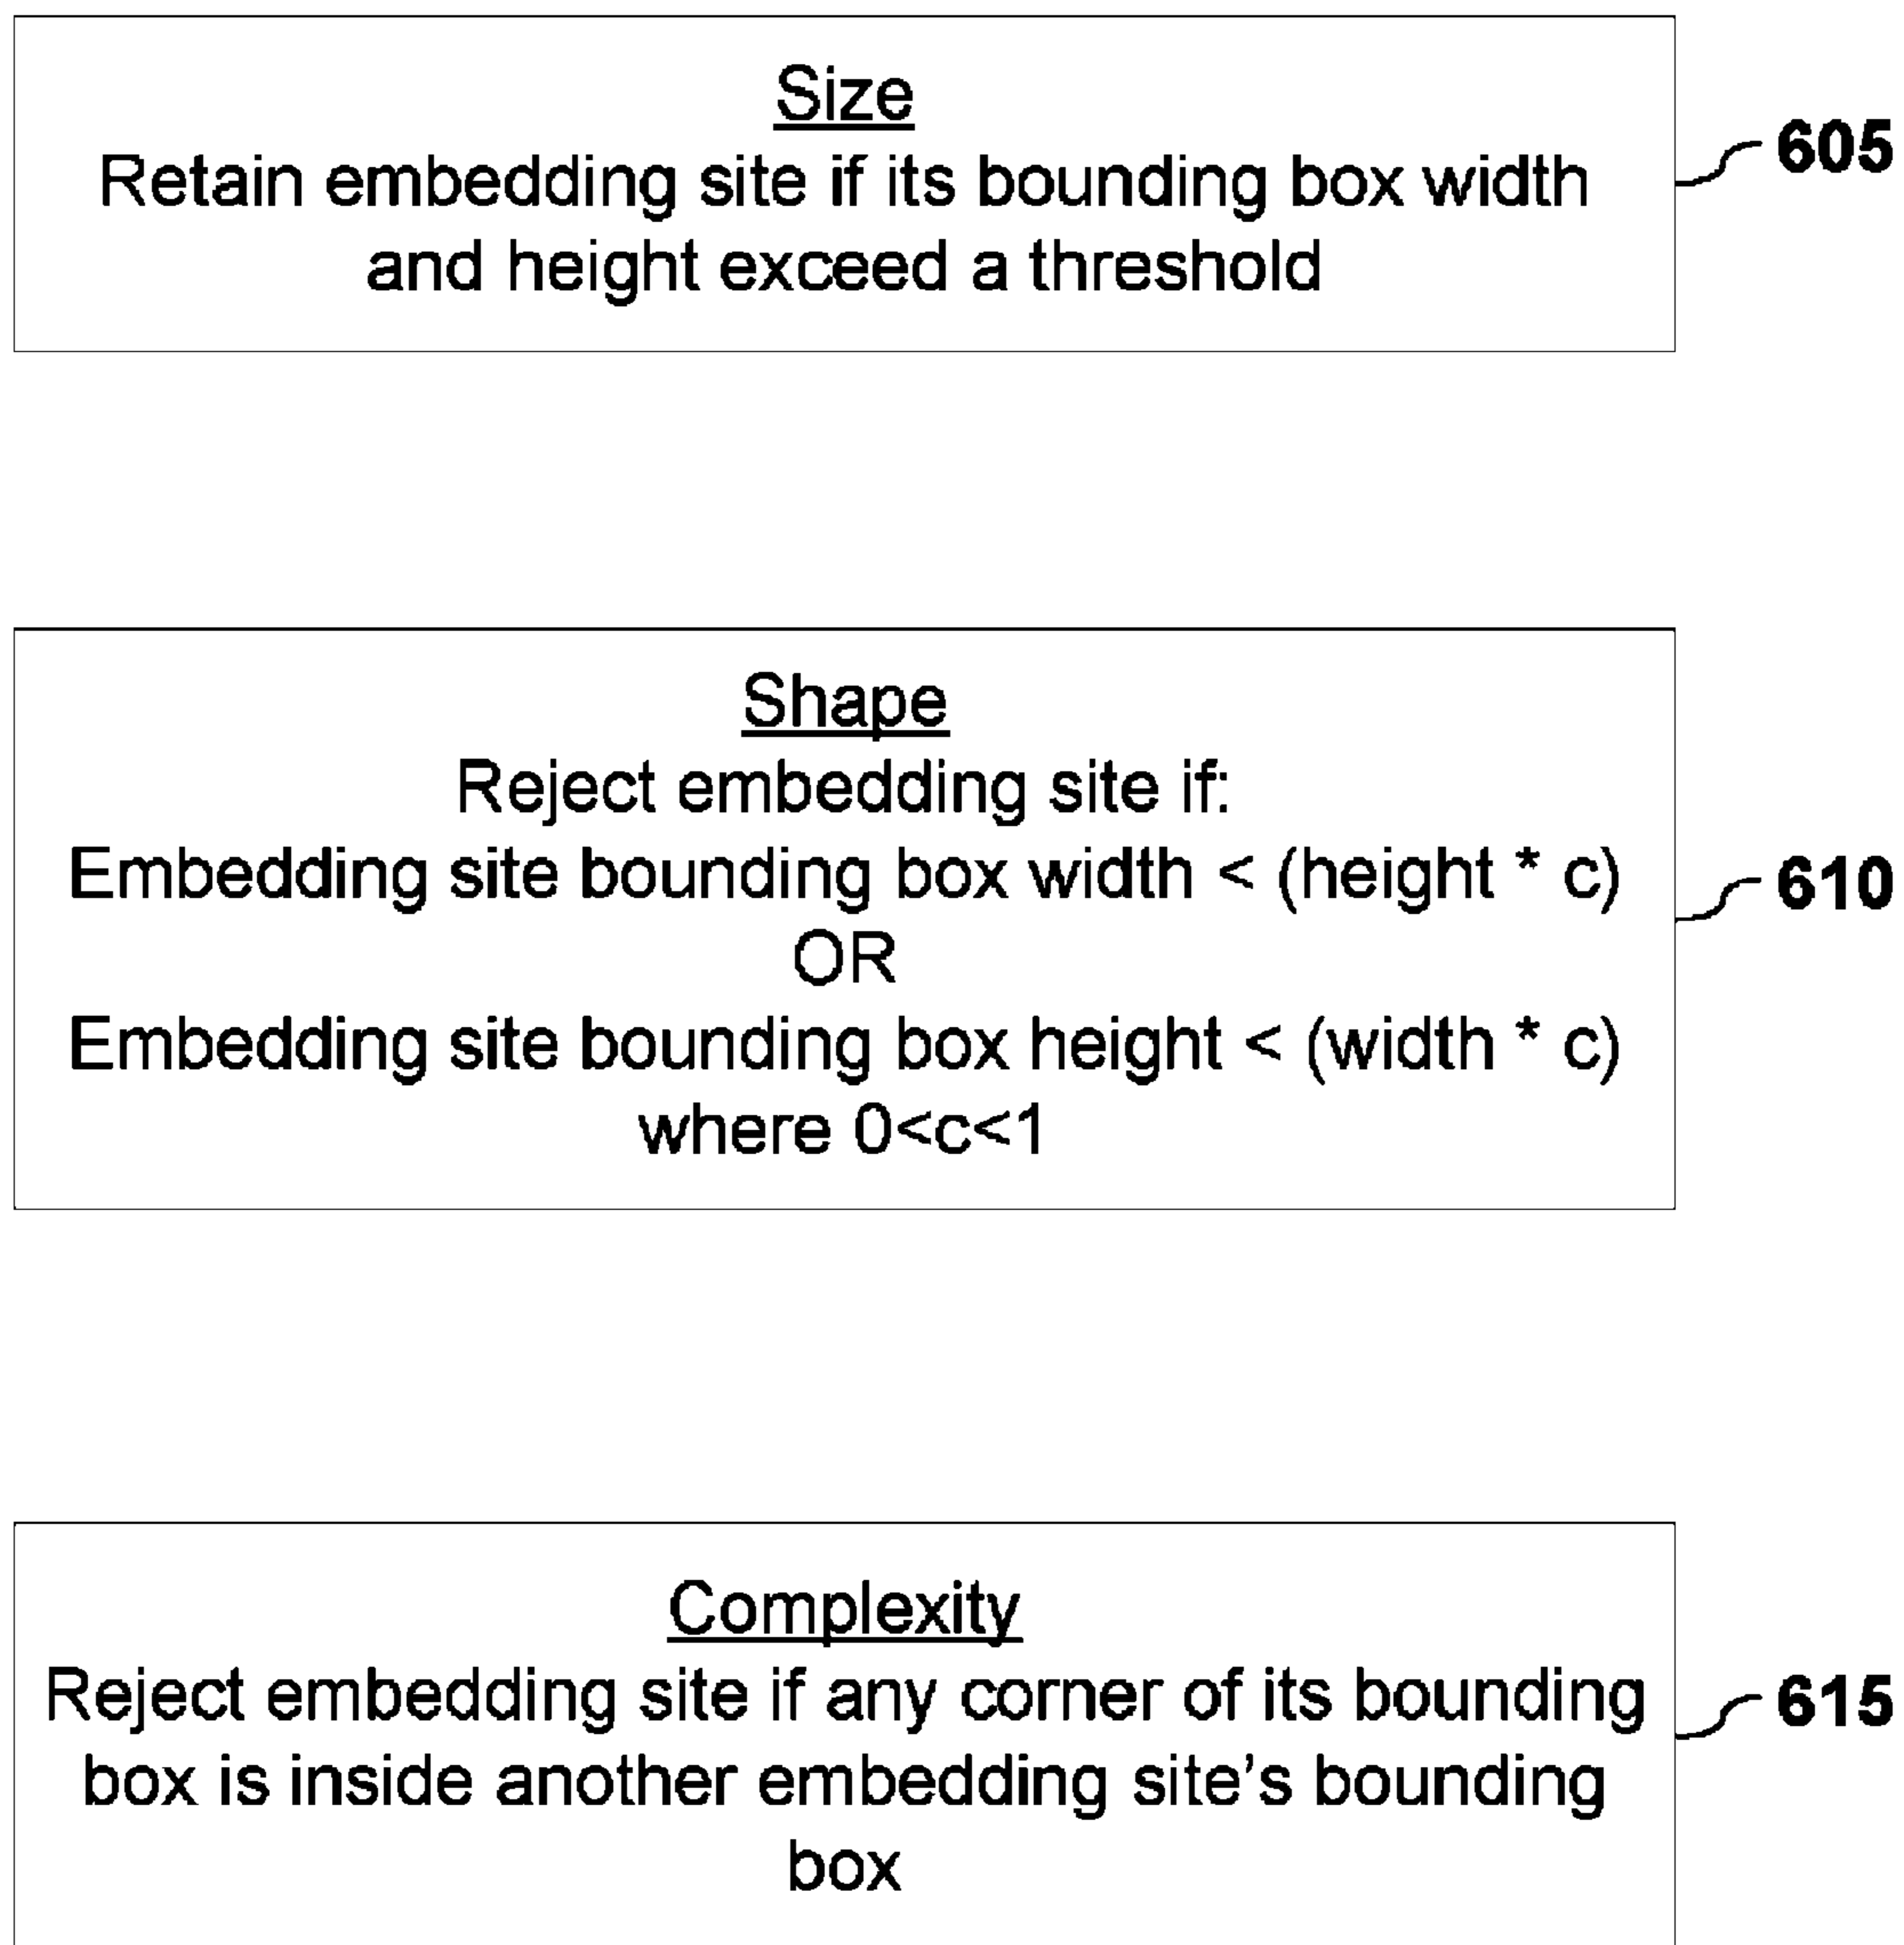 Size
Retain embedding site if its bounding box width
and height exceed a threshold
605
Shape
Reject embedding site if:
Embedding site bounding box width < (height * c)
OR
Embedding site bounding box height < (width * c)
where 0<c<1
610
Complexity
Reject embedding site if any corner of its bounding
box is inside another embedding site's bounding
box
615